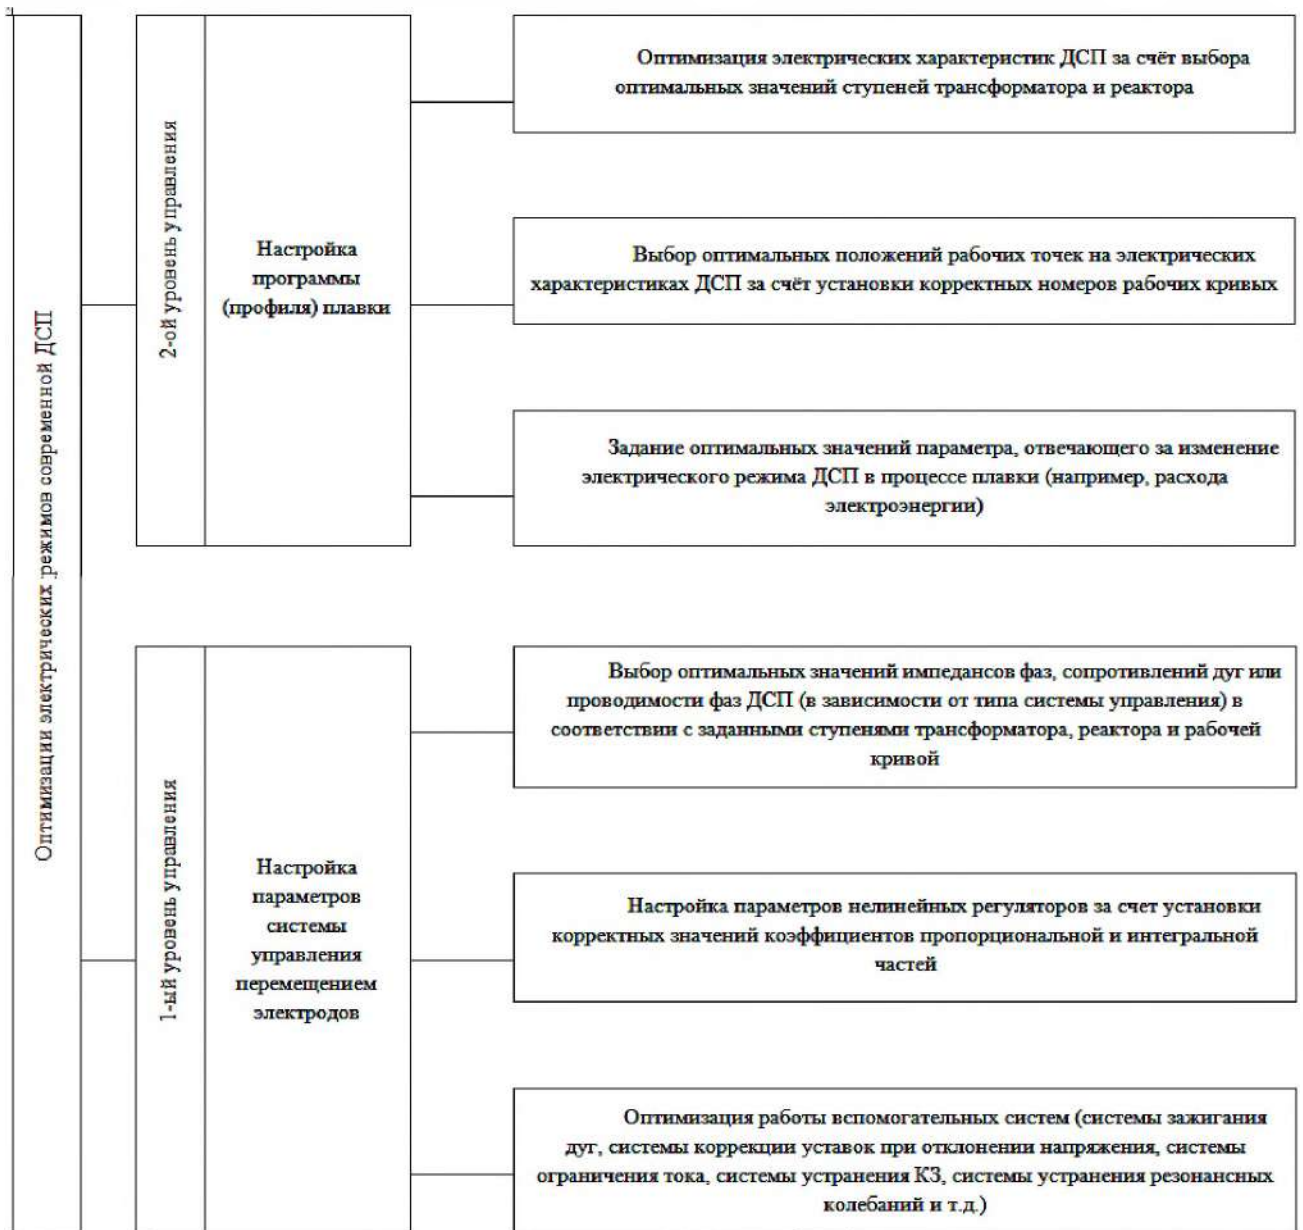 Оптимизации электрических режимов современной ДСП
2-ой уровень управления
Настройка
программы
(профиля) плавки
Оптимизация электрических характеристик ДСП за счёт выбора
оптимальных значений ступеней трансформатора и реактора
Выбор оптимальных положений рабочих точек на электрических
характеристиках ДСП за счёт установки корректных номеров рабочих кривых
Задание оптимальных значений параметра, отвечающего за изменение
электрического режима ДСП в процессе плавки (например, расхода
электроэнергии)
1-ый уровень управления
Настройка
параметров
системы
управления
перемещением
электродов
Выбор оптимальных значений импедансов фаз, сопротивлений дуг или
проводимости фаз ДСП (в зависимости от типа системы управления) в
соответствии с заданными ступенями трансформатора, реактора и рабочей
кривой
Настройка параметров нелинейных регуляторов за счет установки
корректных значений коэффициентов пропорциональной и интегральной
частей
Оптимизация работы вспомогательных систем (системы зажигания
дуг, системы коррекции уставок при отклонении напряжения, системы
ограничения тока, системы устранения КЗ, системы устранения резонансных
колебаний и т.д.)